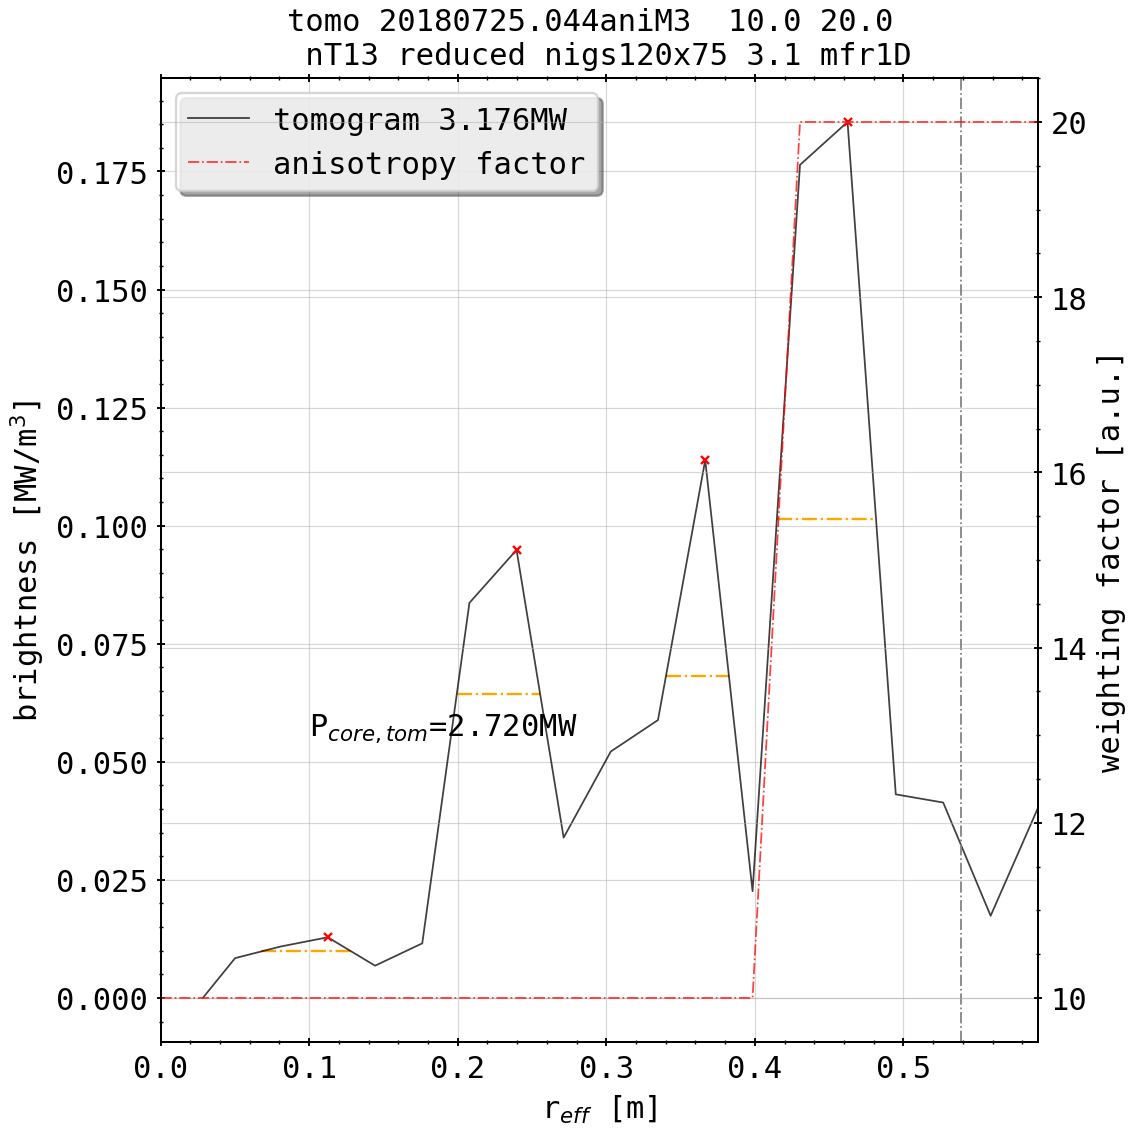 tomo 20180725.044aniM3  10.0 20.0
nT13 reduced nigs120x75 3.1 mfr1D
tomogram 3.176MW
anisotropy factor
brightness [MW/m³]
0.175
0.150
0.125
0.100
0.075
0.050
0.025
0.000
P_core,tom=2.720MW
20
18
16
14
12
10
weighting factor [a.u.]
0.0 0.1 0.2 0.3 0.4 0.5
r_eff [m]